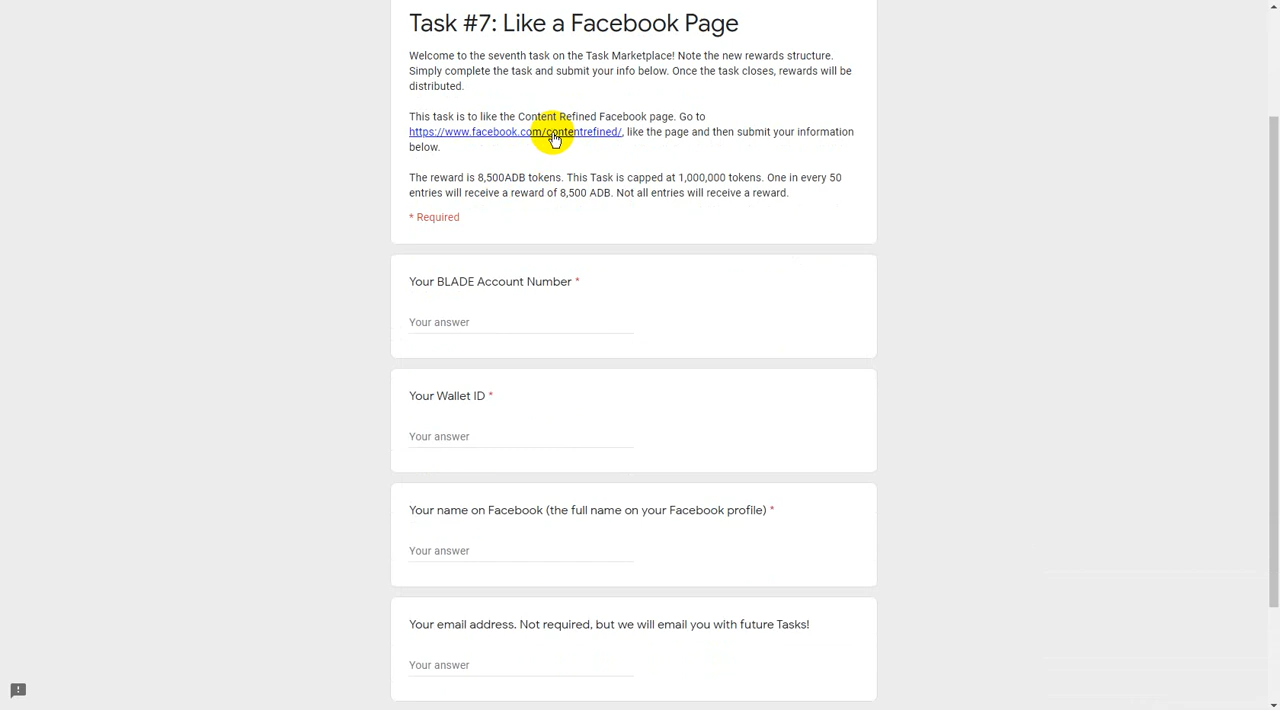 Task #7: Like a Facebook Page
Welcome to the seventh task on the Task Marketplace! Note the new rewards structure.
Simply complete the task and submit your info below. Once the task closes, rewards will be
distributed.
This task is to like the Content Refined Facebook page. Go to
https://www.facebook.com/contentrefined/, like the page and then submit your information
below.
The reward is 8,500ADB tokens. This Task is capped at 1,000,000 tokens. One in every 50
entries will receive a reward of 8,500 ADB. Not all entries will receive a reward.
* Required
Your BLADE Account Number *
Your answer
Your Wallet ID *
Your answer
Your name on Facebook (the full name on your Facebook profile) *
Your answer
Your email address. Not required, but we will email you with future Tasks!
Your answer